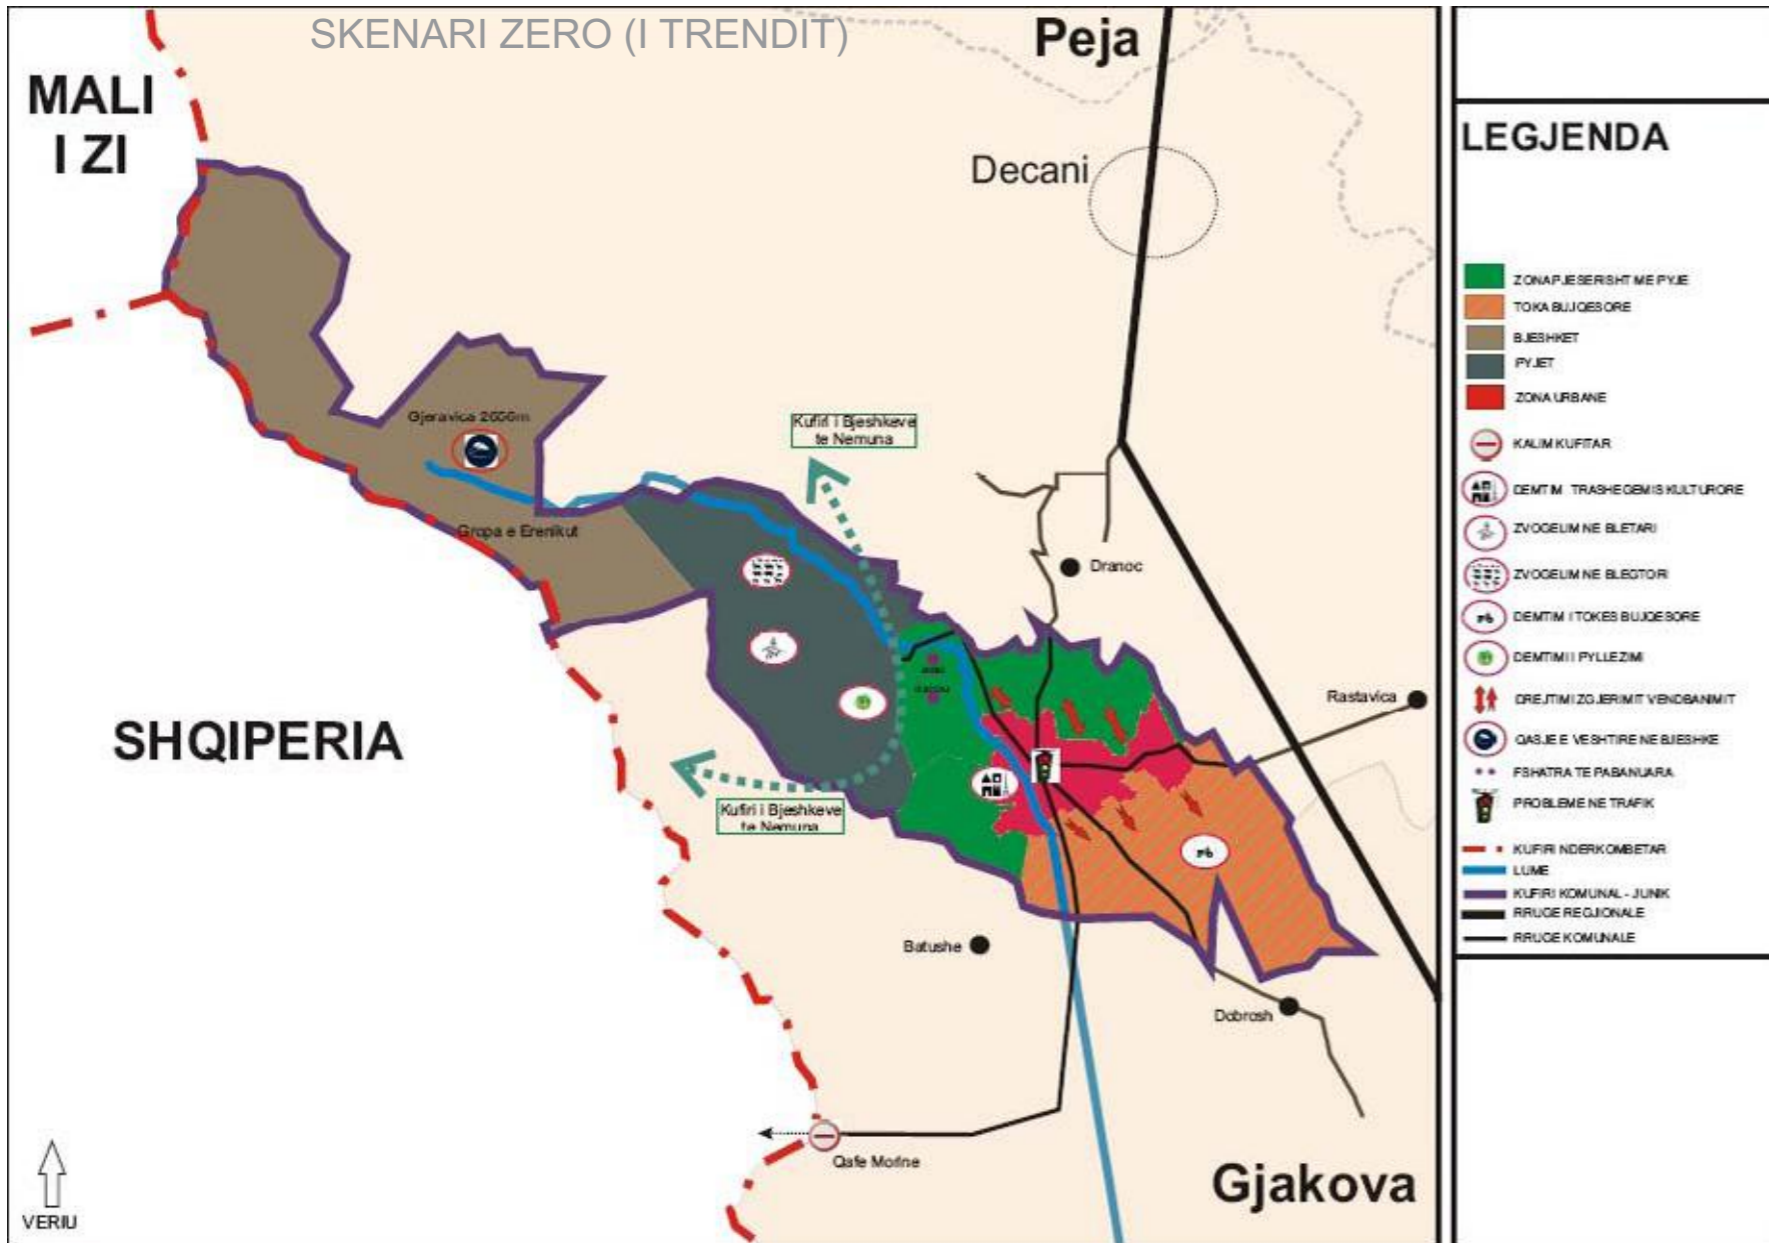 SKENARI ZERO (I TRENDIT)
Peja
MALI
I ZI
Decani
Gjeravica 2656m
Kufiri i Bjeshkeve
te Nemuna
Gropa e Erenikut
Dranoc
Rastavica
SHQIPERIA
Kufiri i Bjeshkeve
te Nemuna
Batushe
Dobrosh
Qafe Morine
Gjakova
VERIU
LEGJENDA
ZONA PJESERISHT ME PYJE
TOKA BUJQESORE
BJESHKET
PYJET
ZONA URBANE
KALIM KUFITAR
DEMTIM TRASHEGEMIS KULTURORE
ZVOGELIM NE BLETARI
ZVOGELIM NE BLEGTORI
DEMTIM I TOKES BUJQESORE
DEMTIMI I PYLLEZIMI
DREJTIMI ZGJERIMIT VENDBANIMIT
QASJE E VESHTIRE NE BJESHKE
FSHATRA TE PABANUARA
PROBLEME NE TRAFIK
KUFIRI NDERKOMBETAR
LUME
KUFIRI KOMUNAL - JUNIK
RRUGE REGJIONALE
RRUGE KOMUNALE